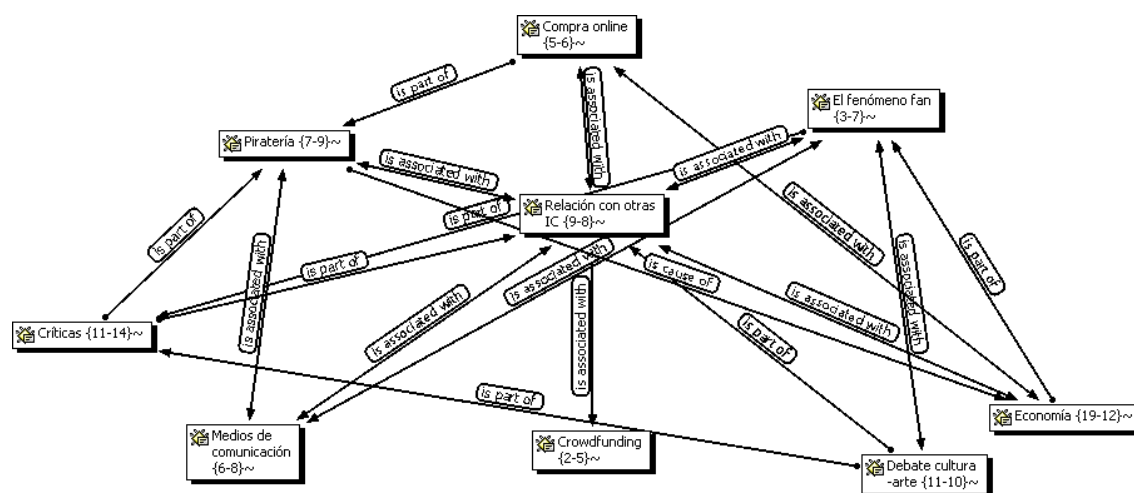 Compra online
{5-6}~
is part of
is associated with
El fenómeno fan
{3-7}~
Piratería {7-9}~
is associated with
is associated with
Relación con otras
IC {9-8}~
is part of
is associated with
is part of
is associated with
is part of
is associated with
is cause of
is associated with
is part of
is associated with
is associated with
is associated with
is part of
Críticas {11-14}~
is part of
Economía {19-12}~
Medios de
comunicación
{6-8}~
Crowdfunding
{2-5}~
Debate cultura
-arte {11-10}~